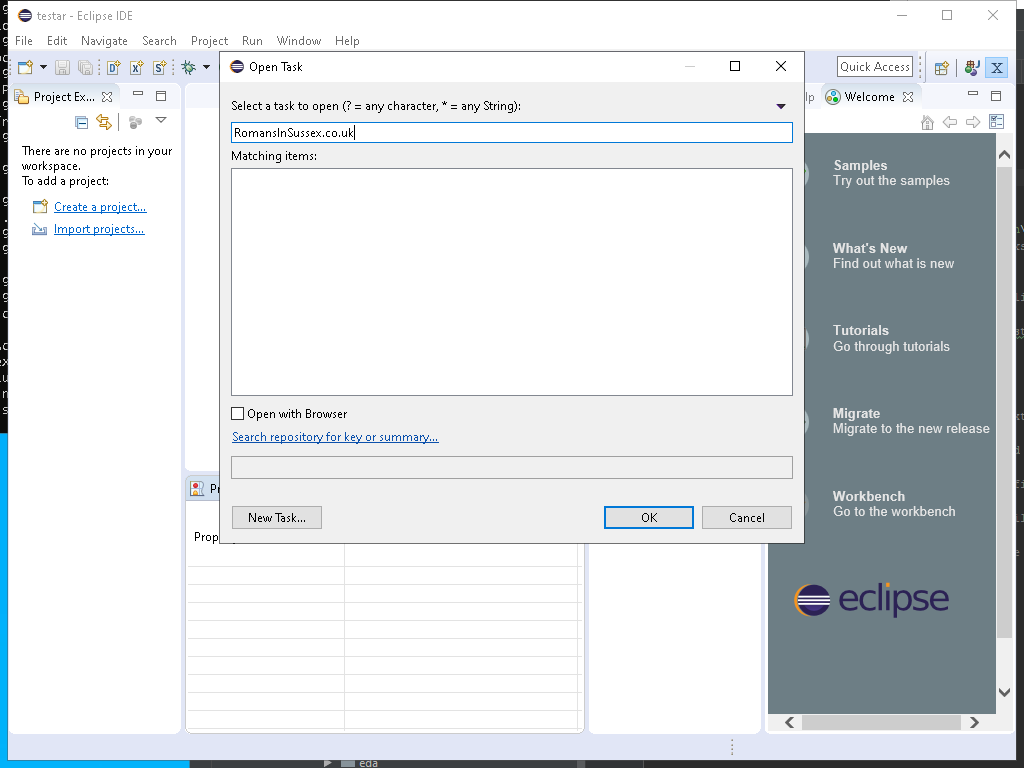 testar - Eclipse IDE
File Edit Navigate Search Project Run Window Help
Quick Access
Project Ex...
Welcome
There are no projects in your
workspace.
To add a project:
Create a project...
Import projects...
Open Task
Select a task to open (? = any character, * = any String):
RomansInSussex.co.uk
Matching items:
Open with Browser
Search repository for key or summary...
New Task...
OK
Cancel
Samples
Try out the samples
What's New
Find out what is new
Tutorials
Go through tutorials
Migrate
Migrate to the new release
Workbench
Go to the workbench
eclipse
Pr
Prop
eda